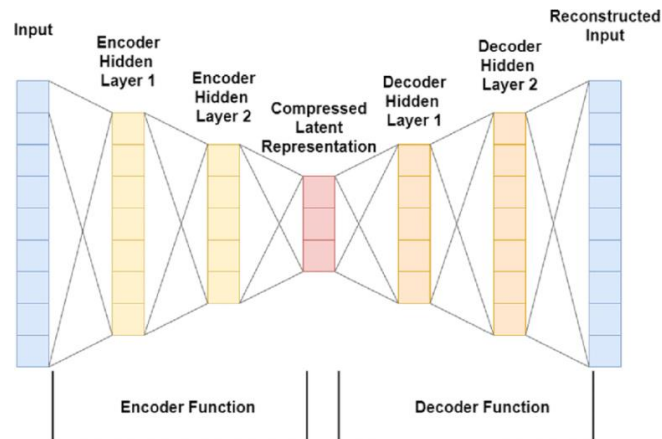 Input
Encoder
Hidden
Layer 1
Encoder
Hidden
Layer 2
Compressed
Latent
Representation
Decoder
Hidden
Layer 1
Decoder
Hidden
Layer 2
Reconstructed
Input
Encoder Function
Decoder Function